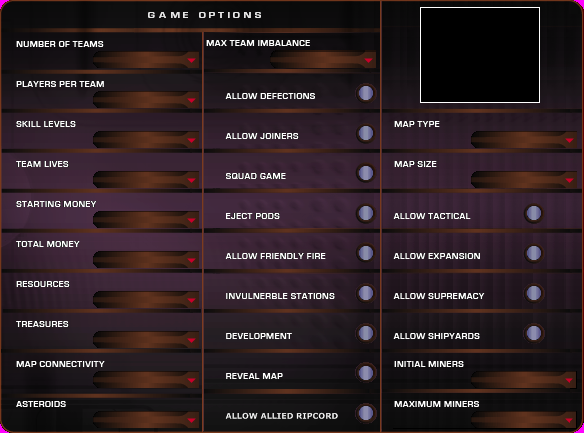 GAME OPTIONS
NUMBER OF TEAMS
PLAYERS PER TEAM
SKILL LEVELS
TEAM LIVES
STARTING MONEY
TOTAL MONEY
RESOURCES
TREASURES
MAP CONNECTIVITY
ASTEROIDS
MAX TEAM IMBALANCE
ALLOW DEFECTIONS
ALLOW JOINERS
SQUAD GAME
EJECT PODS
ALLOW FRIENDLY FIRE
INVULNERBLE STATIONS
DEVELOPMENT
REVEAL MAP
ALLOW ALLIED RIPCORD
MAP TYPE
MAP SIZE
ALLOW TACTICAL
ALLOW EXPANSION
ALLOW SUPREMACY
ALLOW SHIPYARDS
INITIAL MINERS
MAXIMUM MINERS